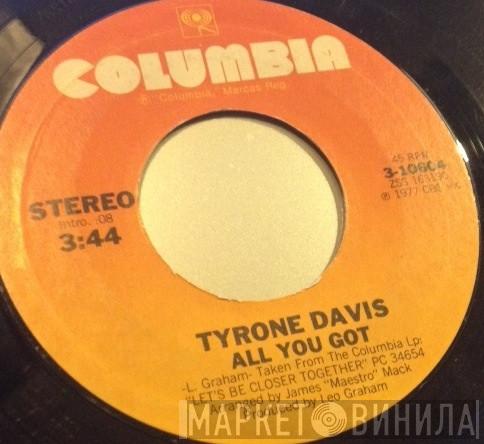 COLUMBIA
® "Columbia," Marcas Reg.
STEREO
Intro. :08
3:44
45 RPM
3-10604
ZSS 163195
℗ 1977 CBS Inc.
TYRONE DAVIS
ALL YOU GOT
-L. Graham- Taken From The Columbia Lp:
"LET'S BE CLOSER TOGETHER" PC 34654
Arranged by James "Maestro" Mack
Produced by Leo Graham
МАРКЕТ ВИНИЛА